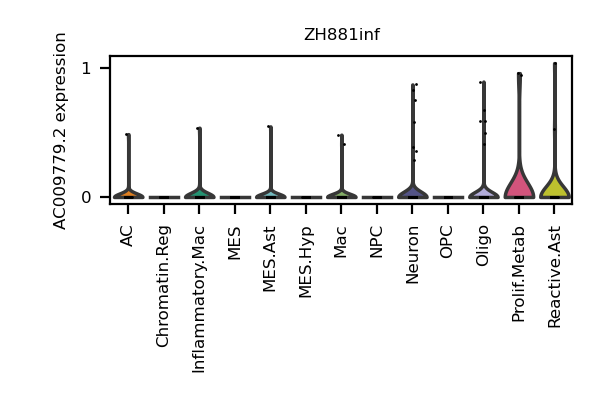 ZH881inf
AC009779.2 expression
1
0
AC
Chromatin.Reg
Inflammatory.Mac
MES
MES.Ast
MES.Hyp
Mac
NPC
Neuron
OPC
Oligo
Prolif.Metab
Reactive.Ast